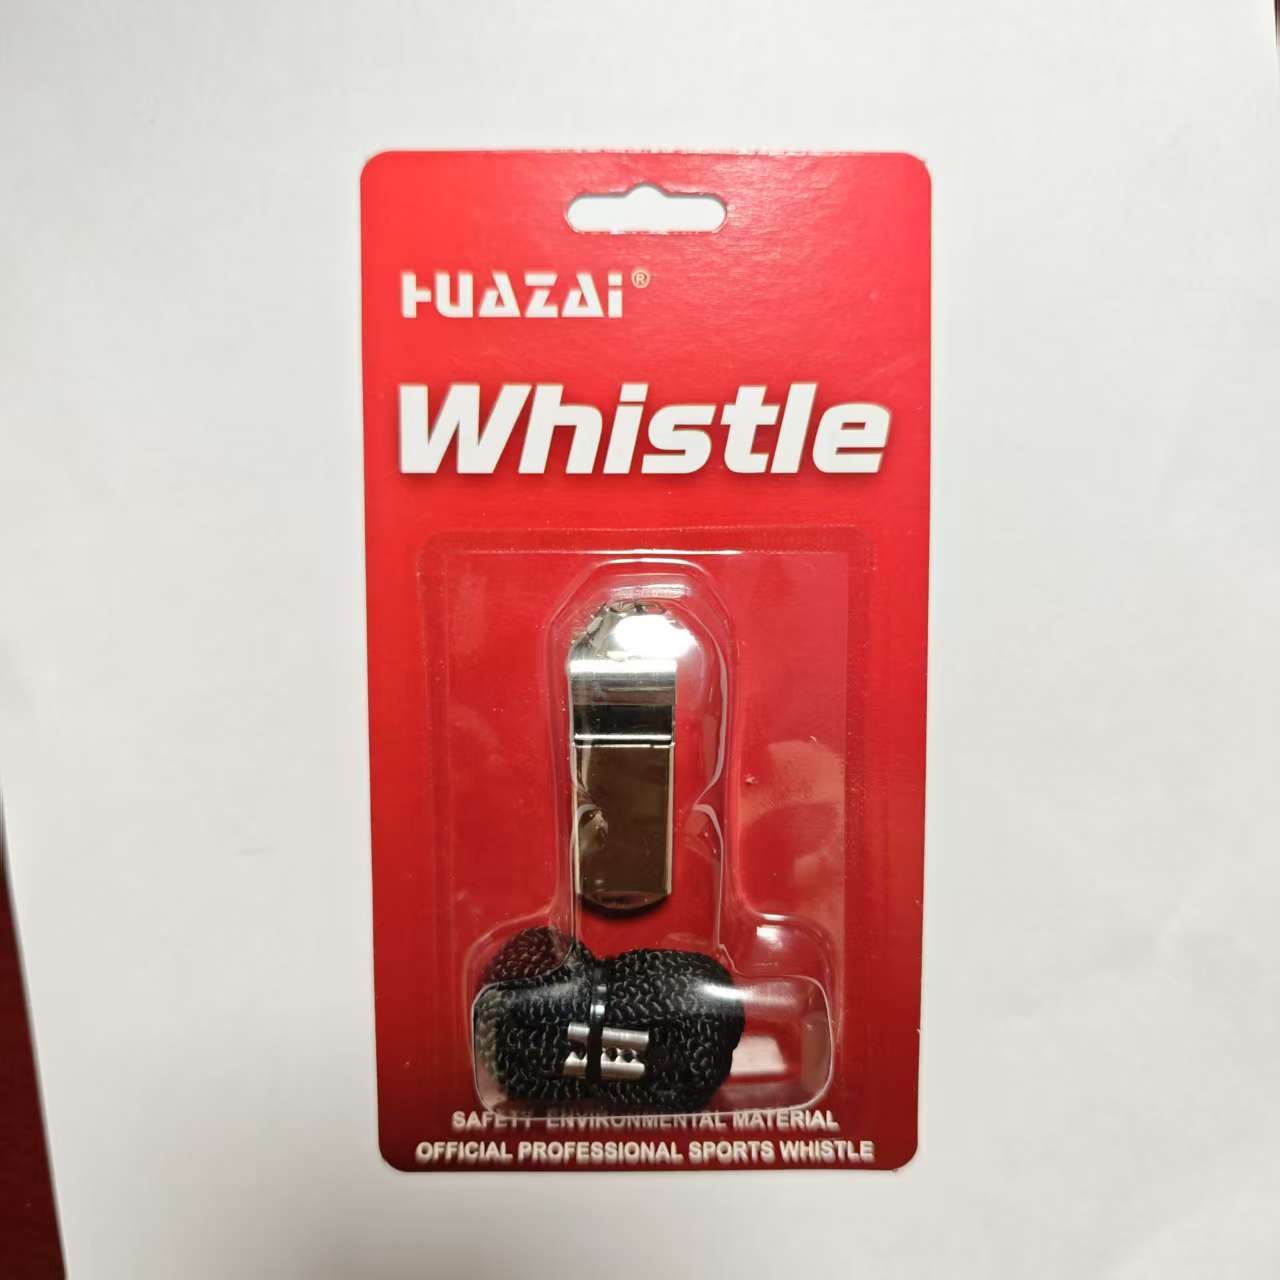 HUAZAi®
Whistle
SAFETY ENVIRONMENTAL MATERIAL
OFFICIAL PROFESSIONAL SPORTS WHISTLE